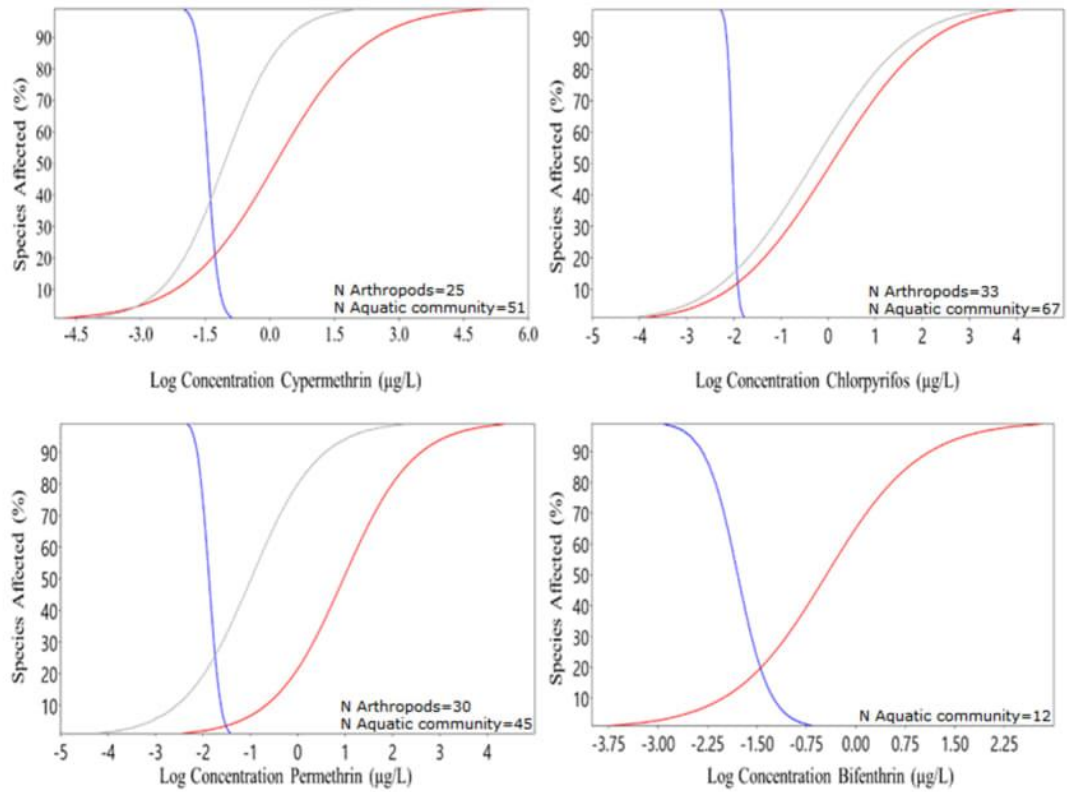 Species Affected (%)
90
80
70
60
50
40
30
20
10
N Arthropods=25
N Aquatic community=51
-4.5 -3.0 -1.5 0.0 1.5 3.0 4.5 6.0
Log Concentration Cypermethrin (µg/L)
Species Affected (%)
90
80
70
60
50
40
30
20
10
N Arthropods=33
N Aquatic community=67
-5 -4 -3 -2 -1 0 1 2 3 4
Log Concentration Chlorpyrifos (µg/L)
Species Affected (%)
90
80
70
60
50
40
30
20
10
N Arthropods=30
N Aquatic community=45
-5 -4 -3 -2 -1 0 1 2 3 4
Log Concentration Permethrin (µg/L)
Species Affected (%)
90
80
70
60
50
40
30
20
10
N Aquatic community=12
-3.75 -3.00 -2.25 -1.50 -0.75 0.00 0.75 1.50 2.25
Log Concentration Bifenthrin (µg/L)